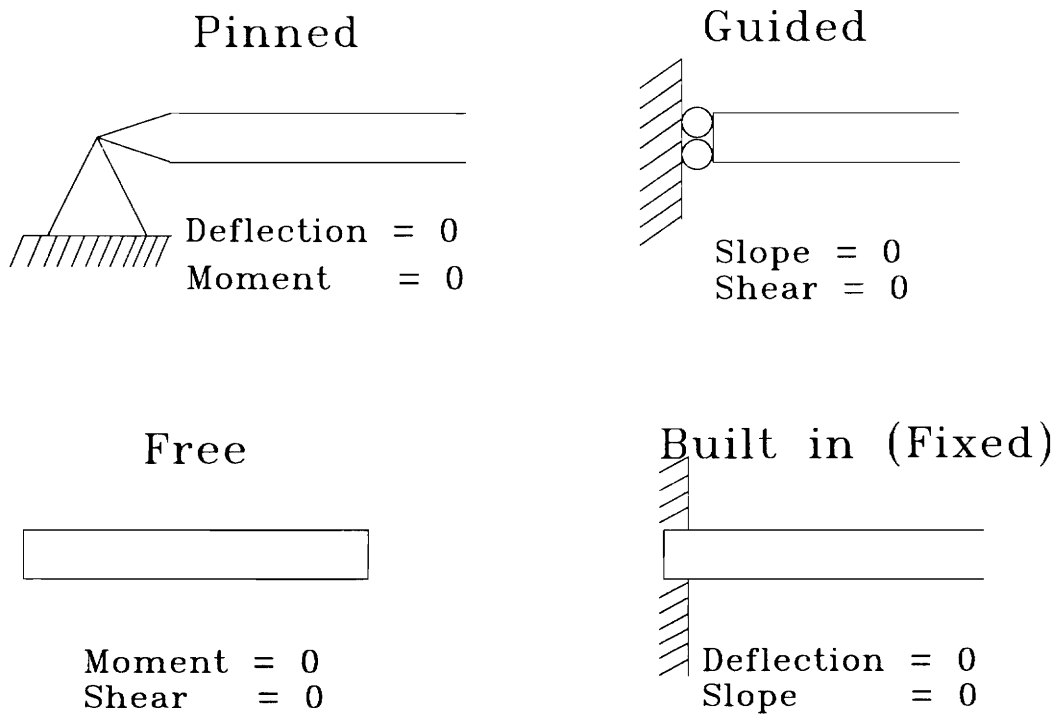 Pinned
Deflection = 0
Moment = 0
Guided
Slope = 0
Shear = 0
Free
Moment = 0
Shear = 0
Built in (Fixed)
Deflection = 0
Slope = 0